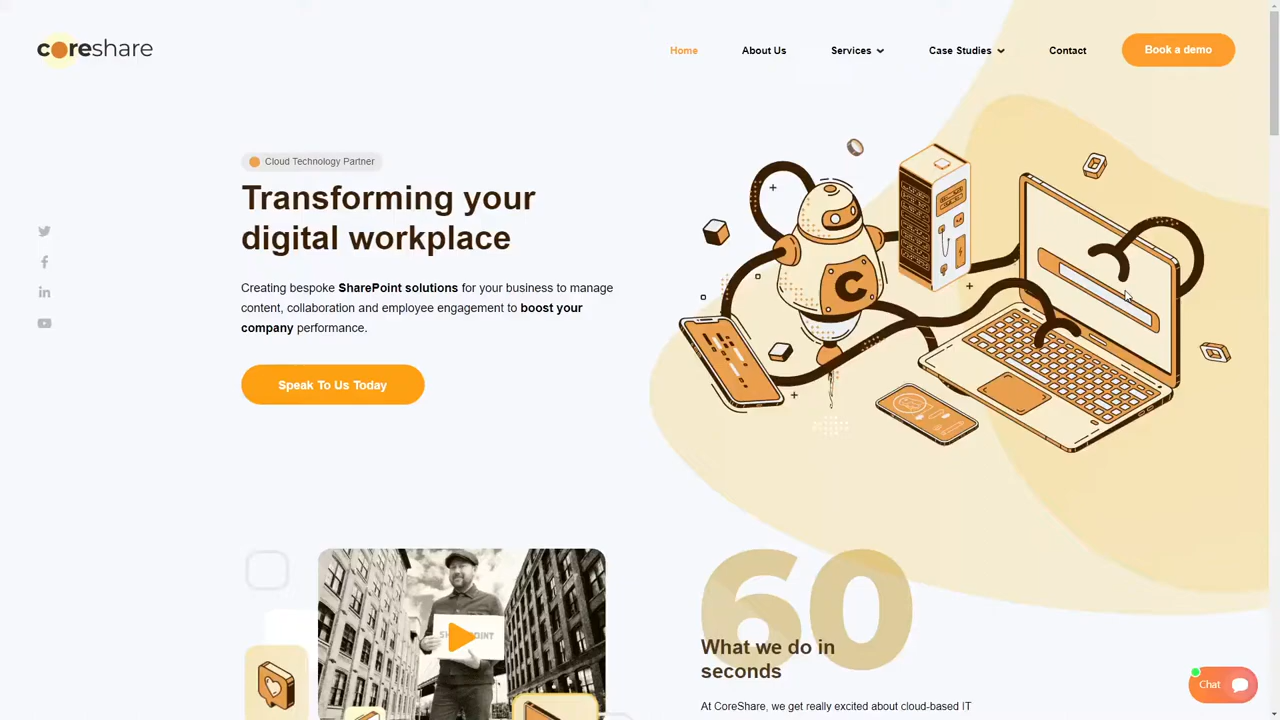 coreshare
Home
About Us
Services
Case Studies
Contact
Book a demo
Cloud Technology Partner
Transforming your
digital workplace
Creating bespoke SharePoint solutions for your business to manage
content, collaboration and employee engagement to boost your
company performance.
Speak To Us Today
C
60
What we do in
seconds
At CoreShare, we get really excited about cloud-based IT
Chat